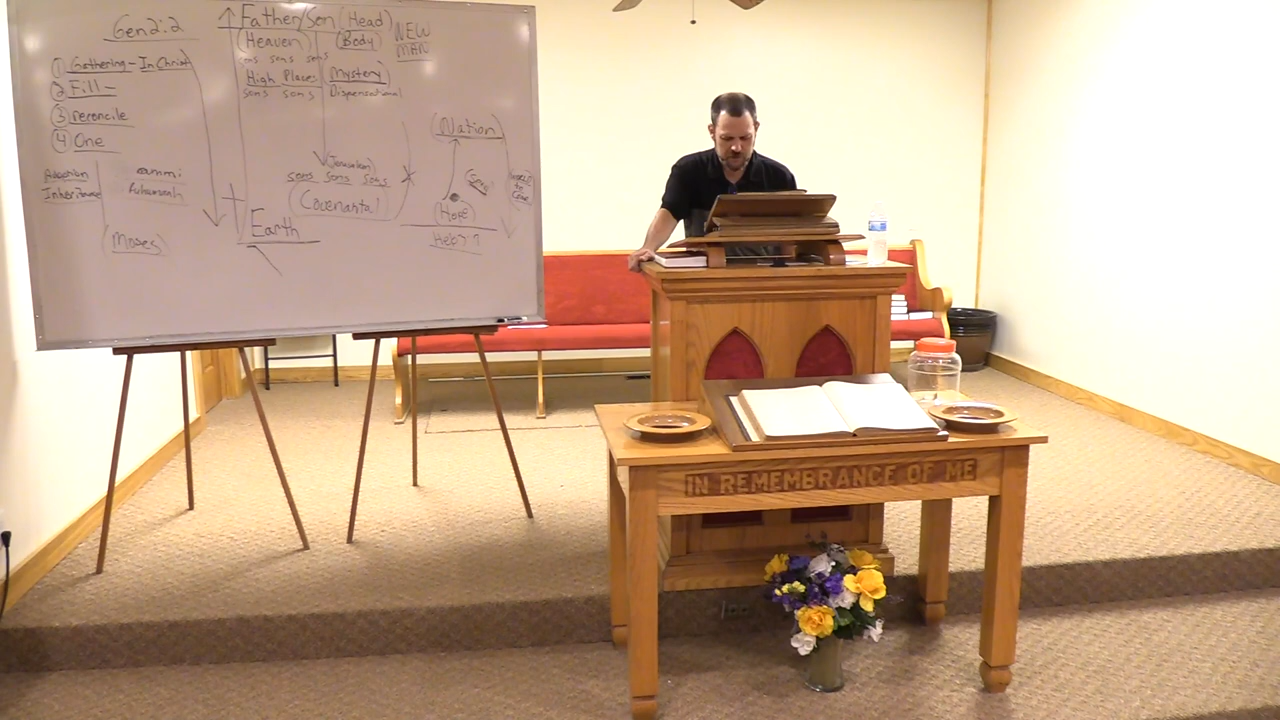 Gen 2:2
① Gathering - In Christ
② Fill -
③ reconcile
④ One
Adoption
Inheritance
(Moses)
↑ Father/Son (Head)
(Heaven) (Body)
NEW
MAN
sons sons sons
High Places (Mystery)
sons sons Dispensational
(Jerusalem)
sons sons sons
(Covenantal)
Earth
(Nation)
(Hope)
Help??
IN REMEMBRANCE OF ME